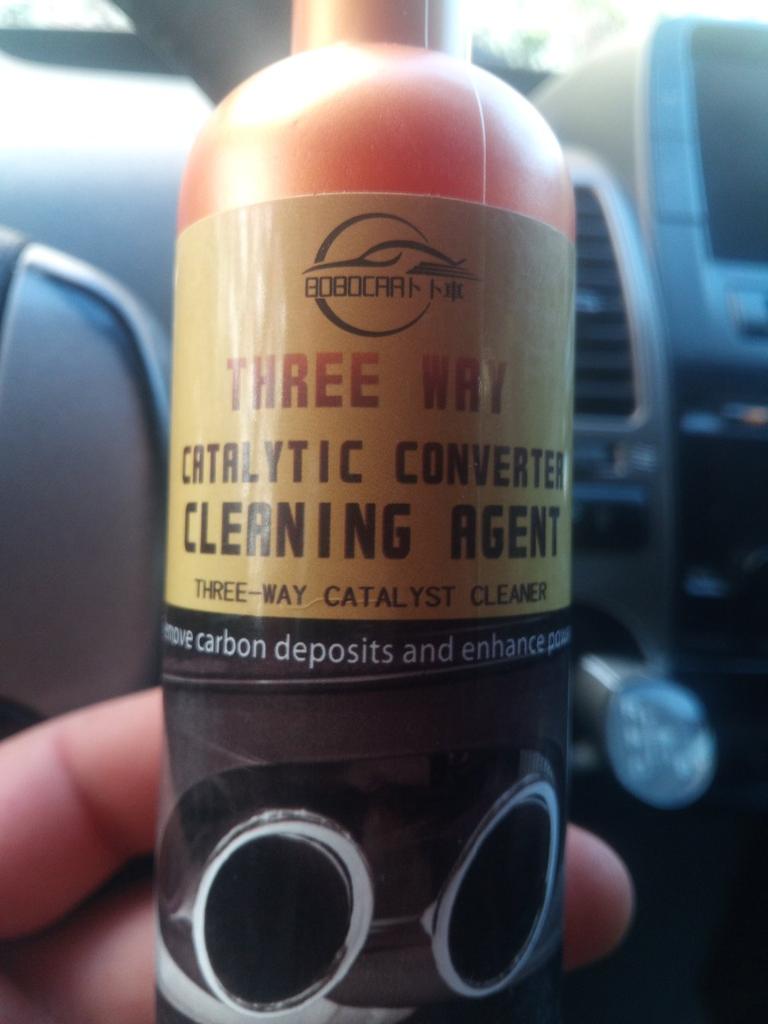 BOBOCAR卜卜車
THREE WAY
CATALYTIC CONVERTER
CLEANING AGENT
THREE-WAY CATALYST CLEANER
carbon deposits and enhance